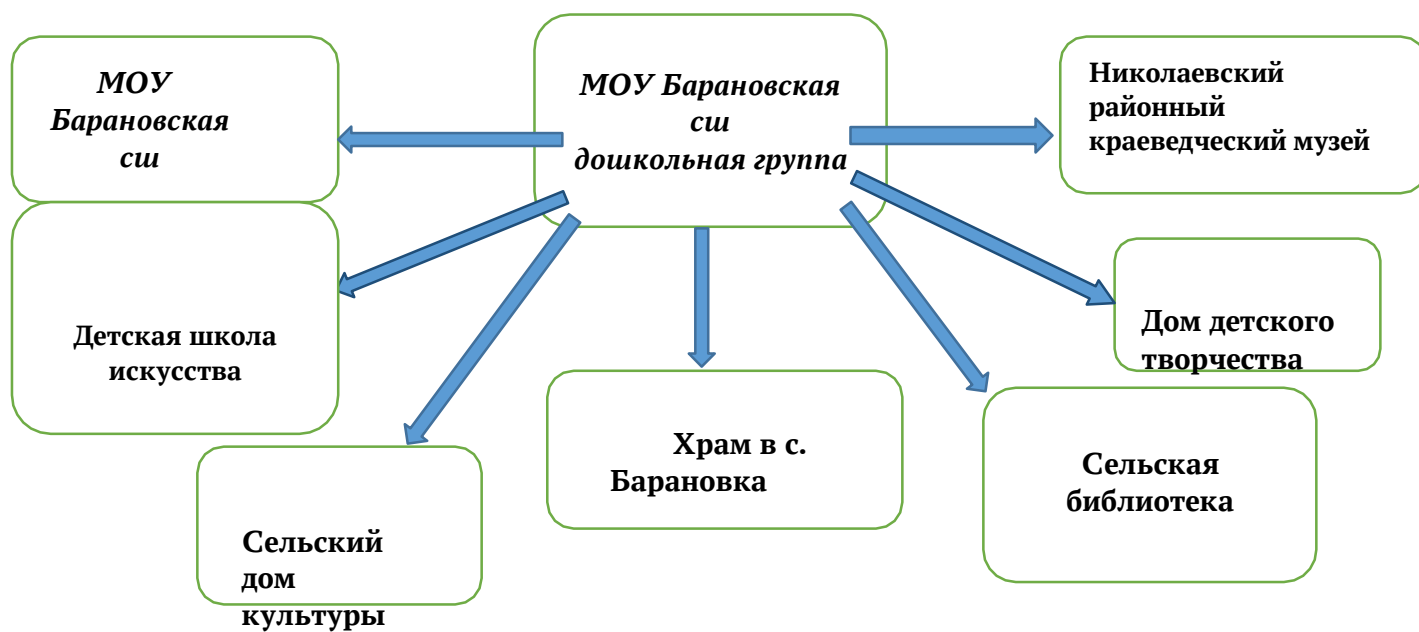 МОУ
Барановская
сш
МОУ Барановская
сш
дошкольная группа
Николаевский
районный
краеведческий музей
Детская школа
искусства
Дом детского
творчества
Храм в с.
Барановка
Сельская
библиотека
Сельский
дом
культуры